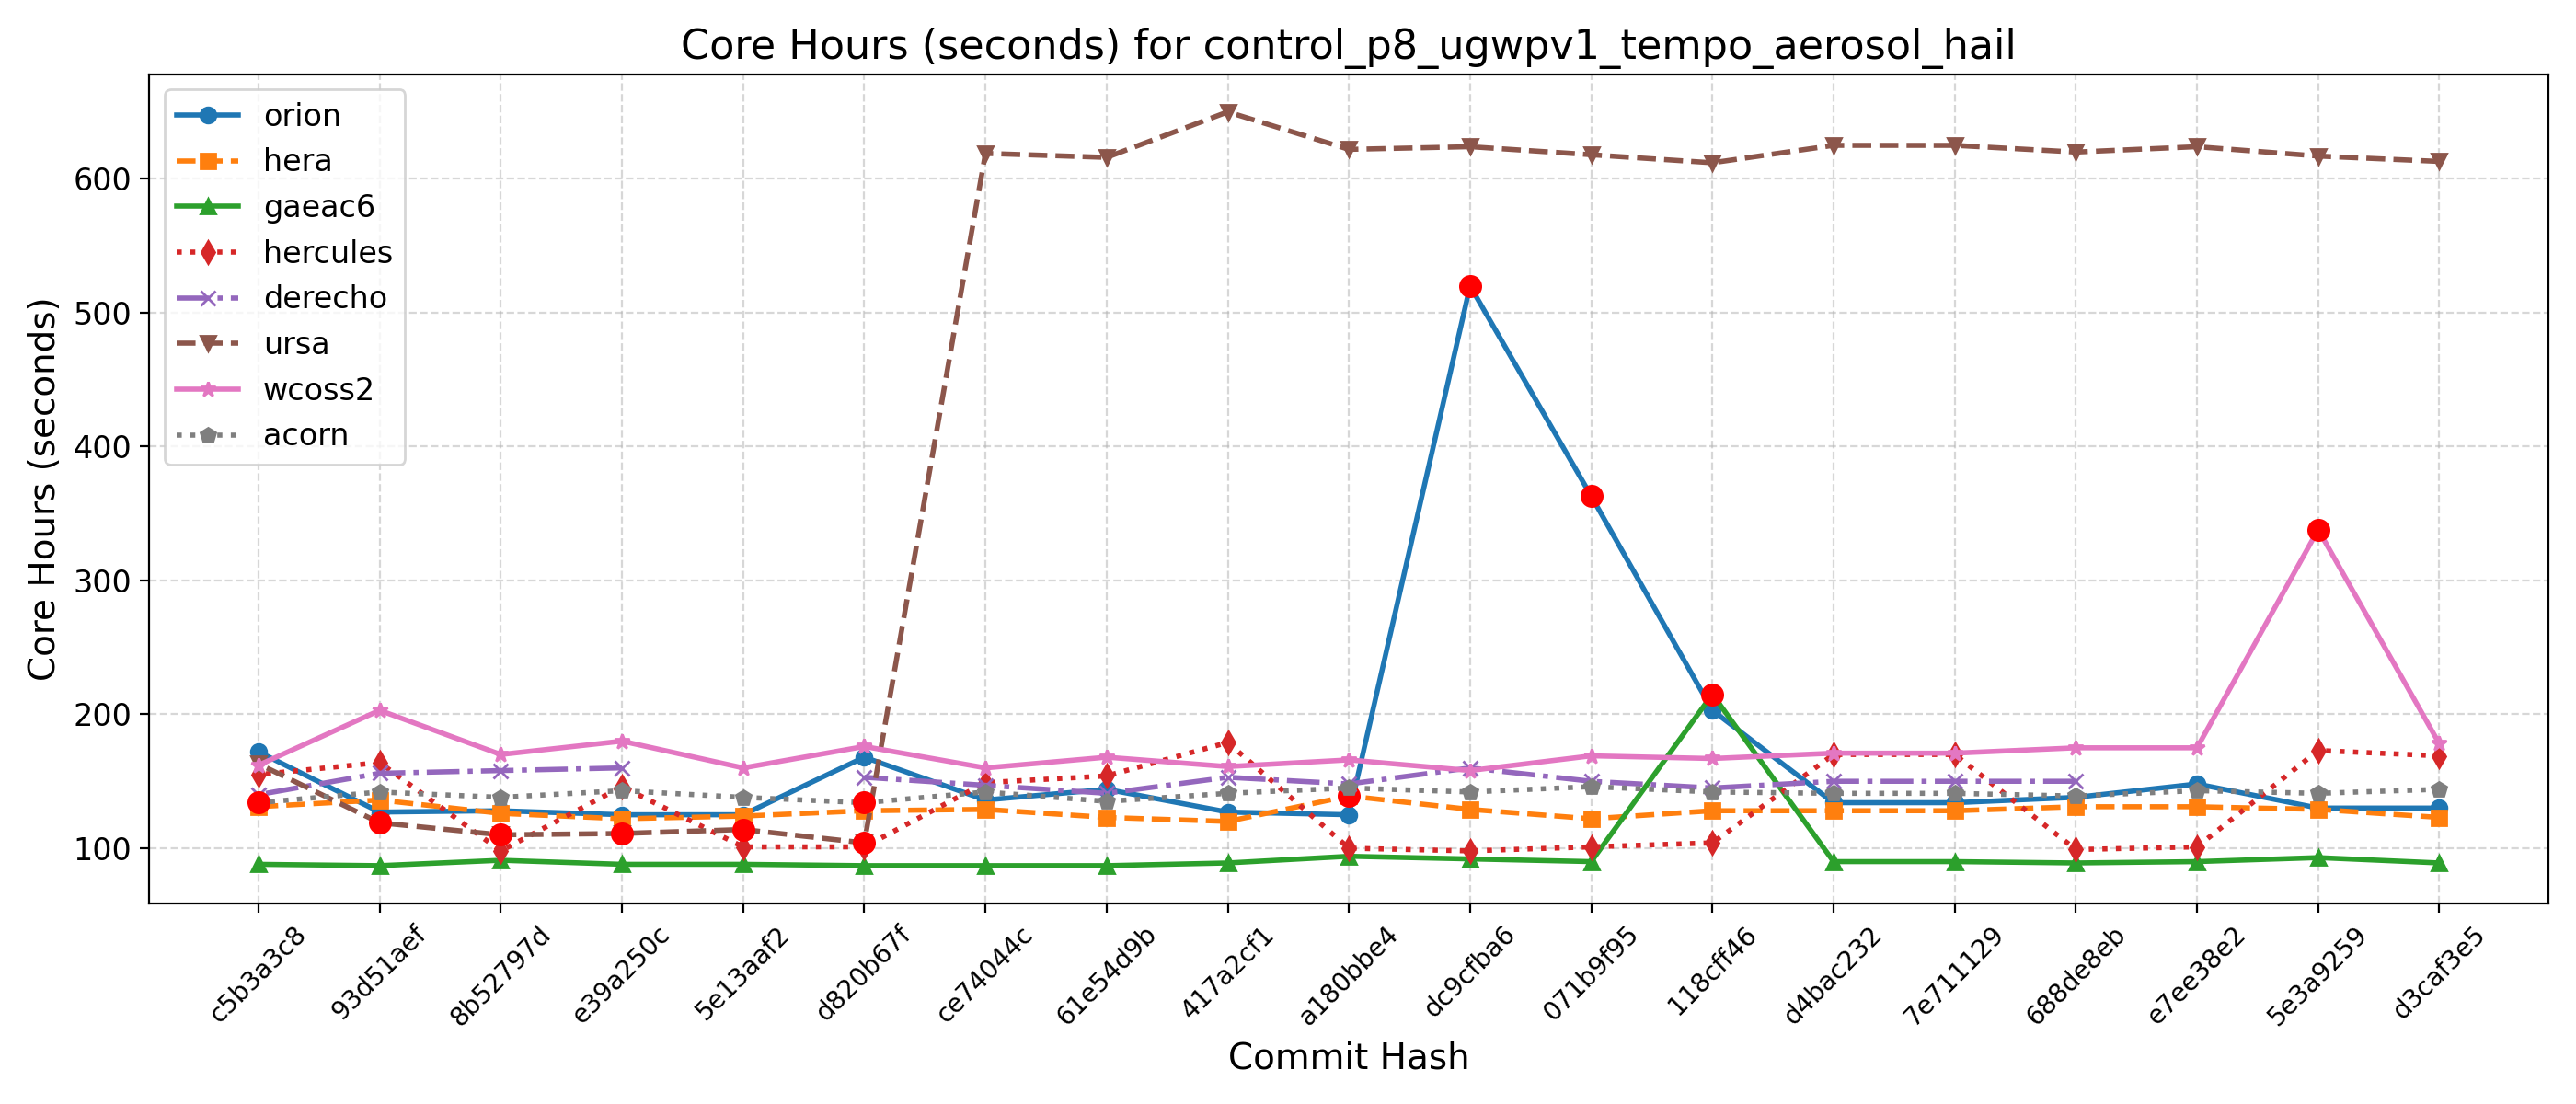 Core Hours (seconds) for control_p8_ugwpv1_tempo_aerosol_hail
Core Hours (seconds)
600
500
400
300
200
100
orion
hera
gaeac6
hercules
derecho
ursa
wcoss2
acorn
c5b3a3c8
93d51aef
8b52797d
e39a250c
5e13aaf2
d820b67f
ce74044c
61e54d9b
417a2cf1
a180bbe4
dc9cfba6
071b9f95
118cff46
d4bac232
7e711129
688de8eb
e7ee38e2
5e3a9259
d3caf3e5
Commit Hash